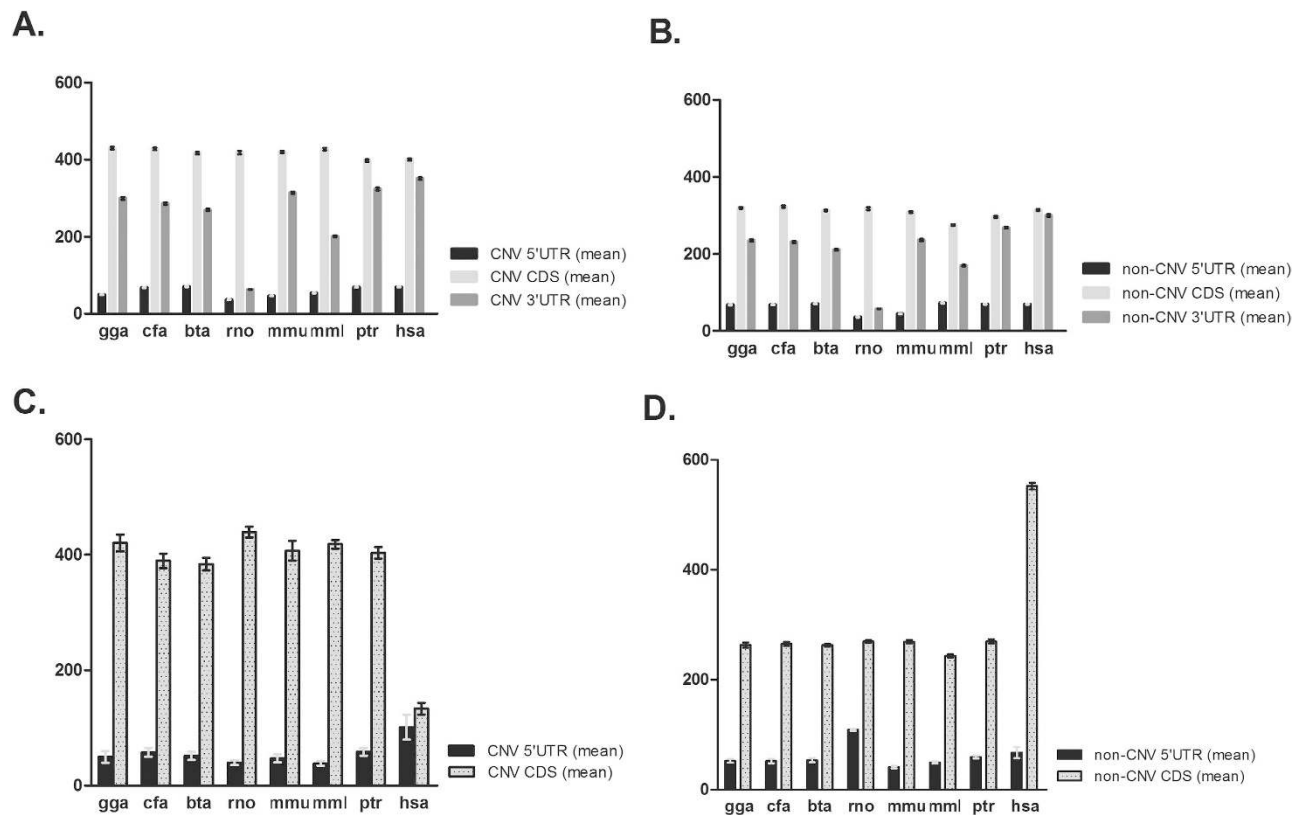 A.
600
400
200
0
gga cfa bta rno mmu mml ptr hsa
CNV 5'UTR (mean)
CNV CDS (mean)
CNV 3'UTR (mean)
B.
600
400
200
0
gga cfa bta rno mmu mml ptr hsa
non-CNV 5'UTR (mean)
non-CNV CDS (mean)
non-CNV 3'UTR (mean)
C.
600
400
200
0
gga cfa bta rno mmu mml ptr hsa
CNV 5'UTR (mean)
CNV CDS (mean)
D.
600
400
200
0
gga cfa bta rno mmu mml ptr hsa
non-CNV 5'UTR (mean)
non-CNV CDS (mean)